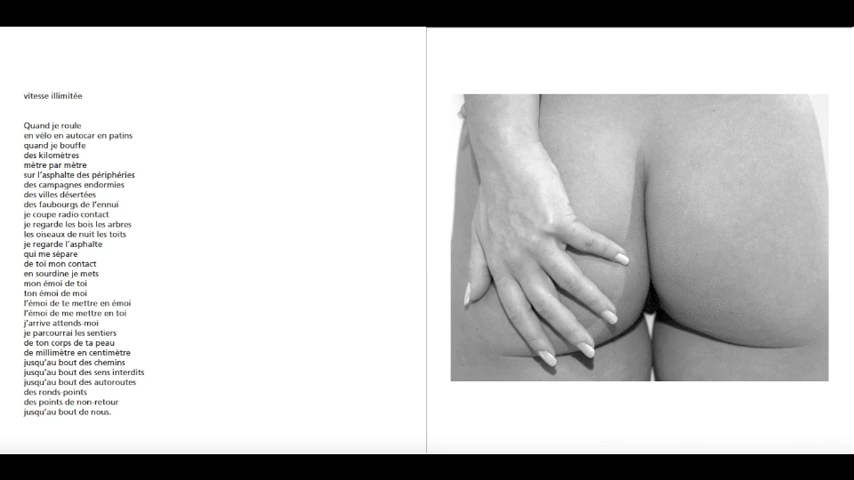 vitesse illimitée
Quand je roule
en vélo en autocar en patins
quand je bouffe
des kilomètres
mètre par mètre
sur l'asphalte des périphéries
des campagnes endormies
des villes désertées
des faubourgs de l'ennui
je coupe radio contact
je regarde les bois les arbres
les oiseaux de nuit les toits
je regarde l'asphalte
qui me sépare
de toi mon contact
en sourdine je mets
mon émoi de toi
ton émoi de moi
l'émoi de te mettre en émoi
l'émoi de me mettre en toi
j'arrive attends-moi
je parcourrai les sentiers
de ton corps de ta peau
de millimètre en centimètre
jusqu'au bout des chemins
jusqu'au bout des sens interdits
jusqu'au bout des autoroutes
des ronds-points
des points de non-retour
jusqu'au bout de nous.